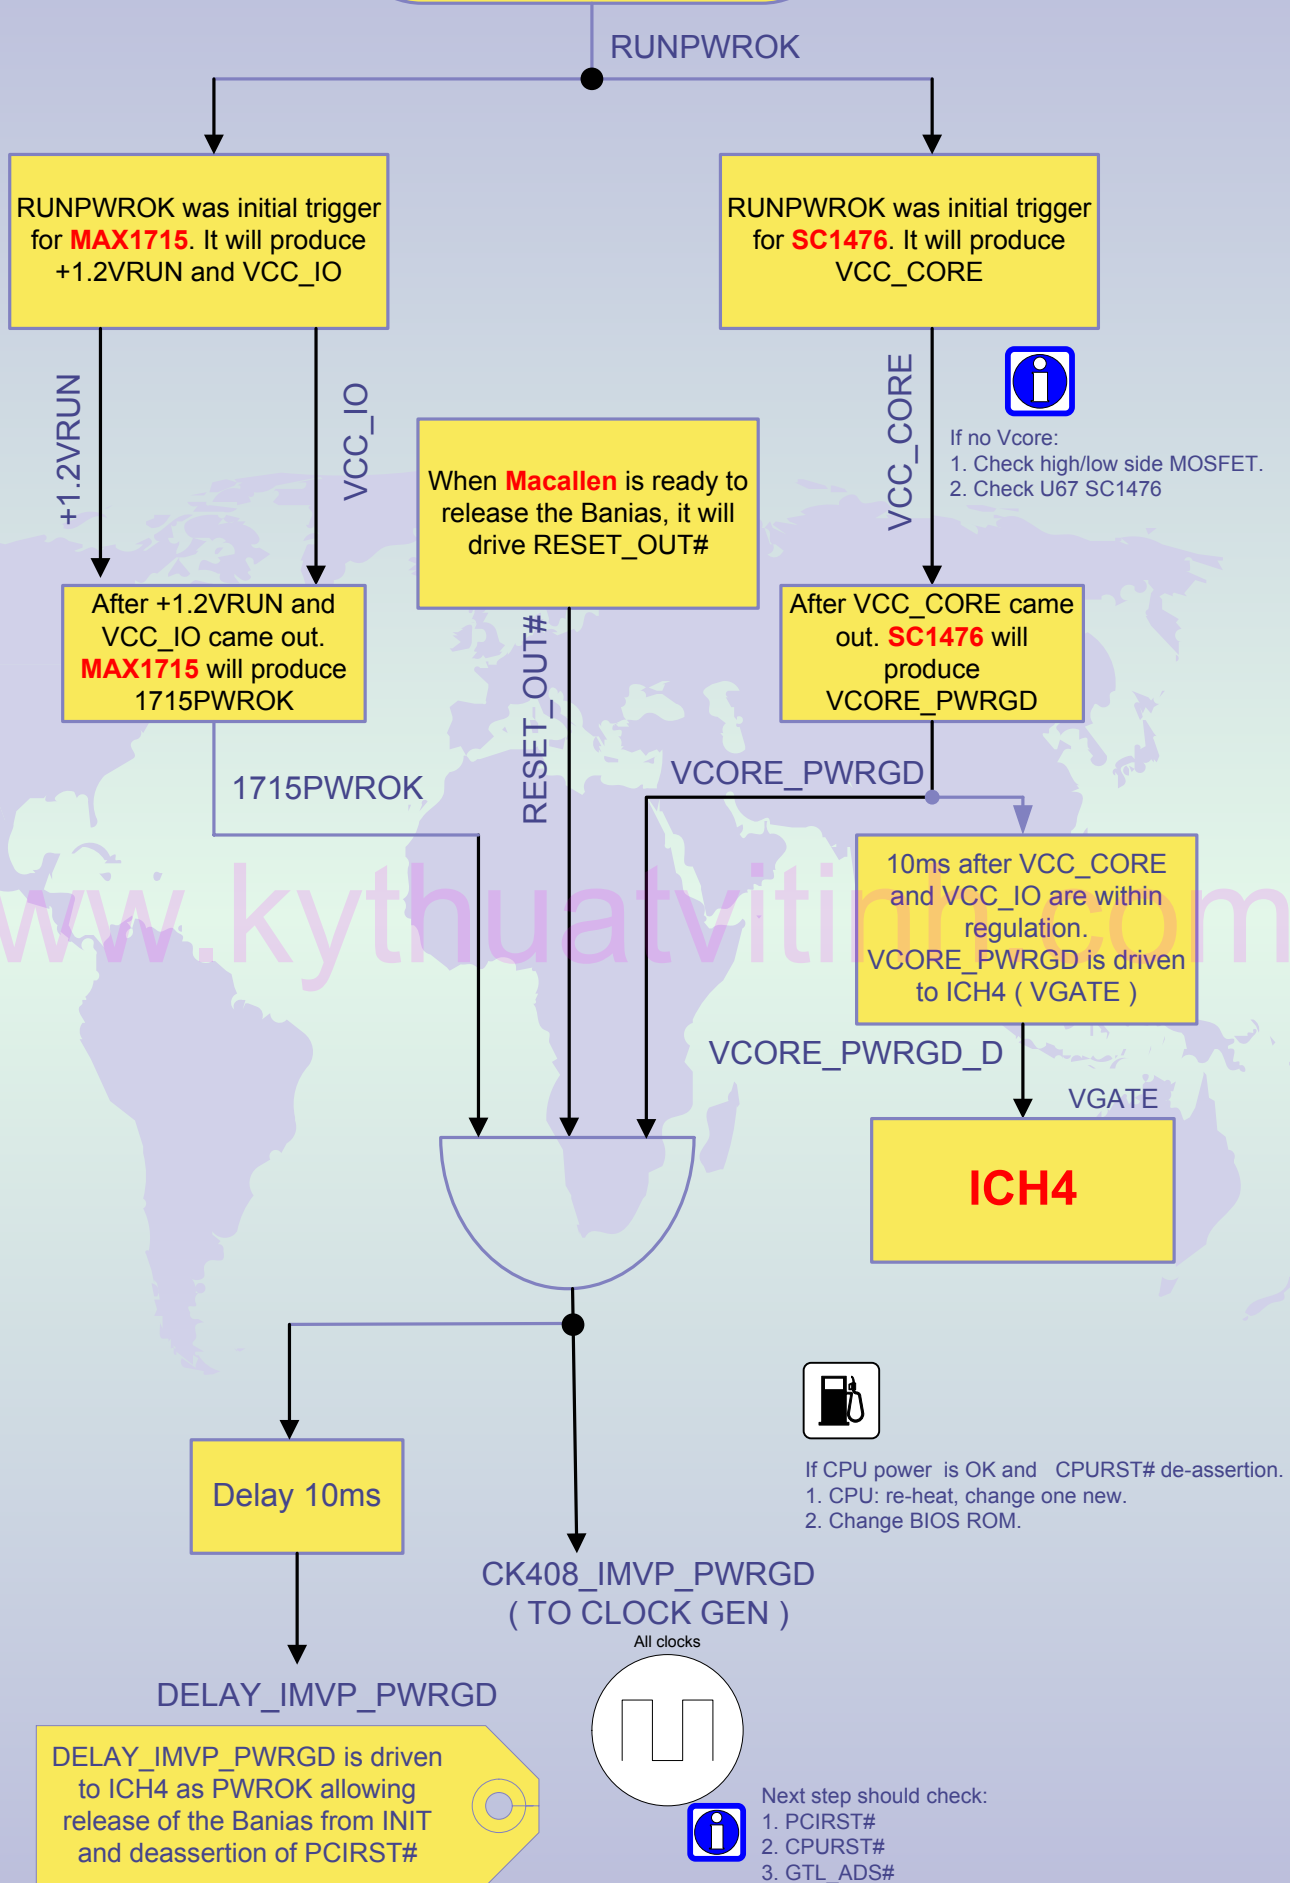 RUNPWROK
RUNPWROK was initial trigger
for MAX1715. It will produce
+1.2VRUN and VCC_IO
RUNPWROK was initial trigger
for SC1476. It will produce
VCC_CORE
+1.2VRUN
VCC_IO
VCC_CORE
If no Vcore:
1. Check high/low side MOSFET.
2. Check U67 SC1476
When Macallen is ready to
release the Banias, it will
drive RESET_OUT#
After +1.2VRUN and
VCC_IO came out.
MAX1715 will produce
1715PWROK
RESET_OUT#
After VCC_CORE came
out. SC1476 will
produce
VCORE_PWRGD
1715PWROK
VCORE_PWRGD
10ms after VCC_CORE
and VCC_IO are within
regulation.
VCORE_PWRGD is driven
to ICH4 ( VGATE )
ww.kythuatvitinh.com
VCORE_PWRGD_D
VGATE
ICH4
Delay 10ms
If CPU power is OK and CPURST# de-assertion.
1. CPU: re-heat, change one new.
2. Change BIOS ROM.
CK408_IMVP_PWRGD
( TO CLOCK GEN )
All clocks
DELAY_IMVP_PWRGD
DELAY_IMVP_PWRGD is driven
to ICH4 as PWROK allowing
release of the Banias from INIT
and deassertion of PCIRST#
Next step should check:
1. PCIRST#
2. CPURST#
3. GTL_ADS#